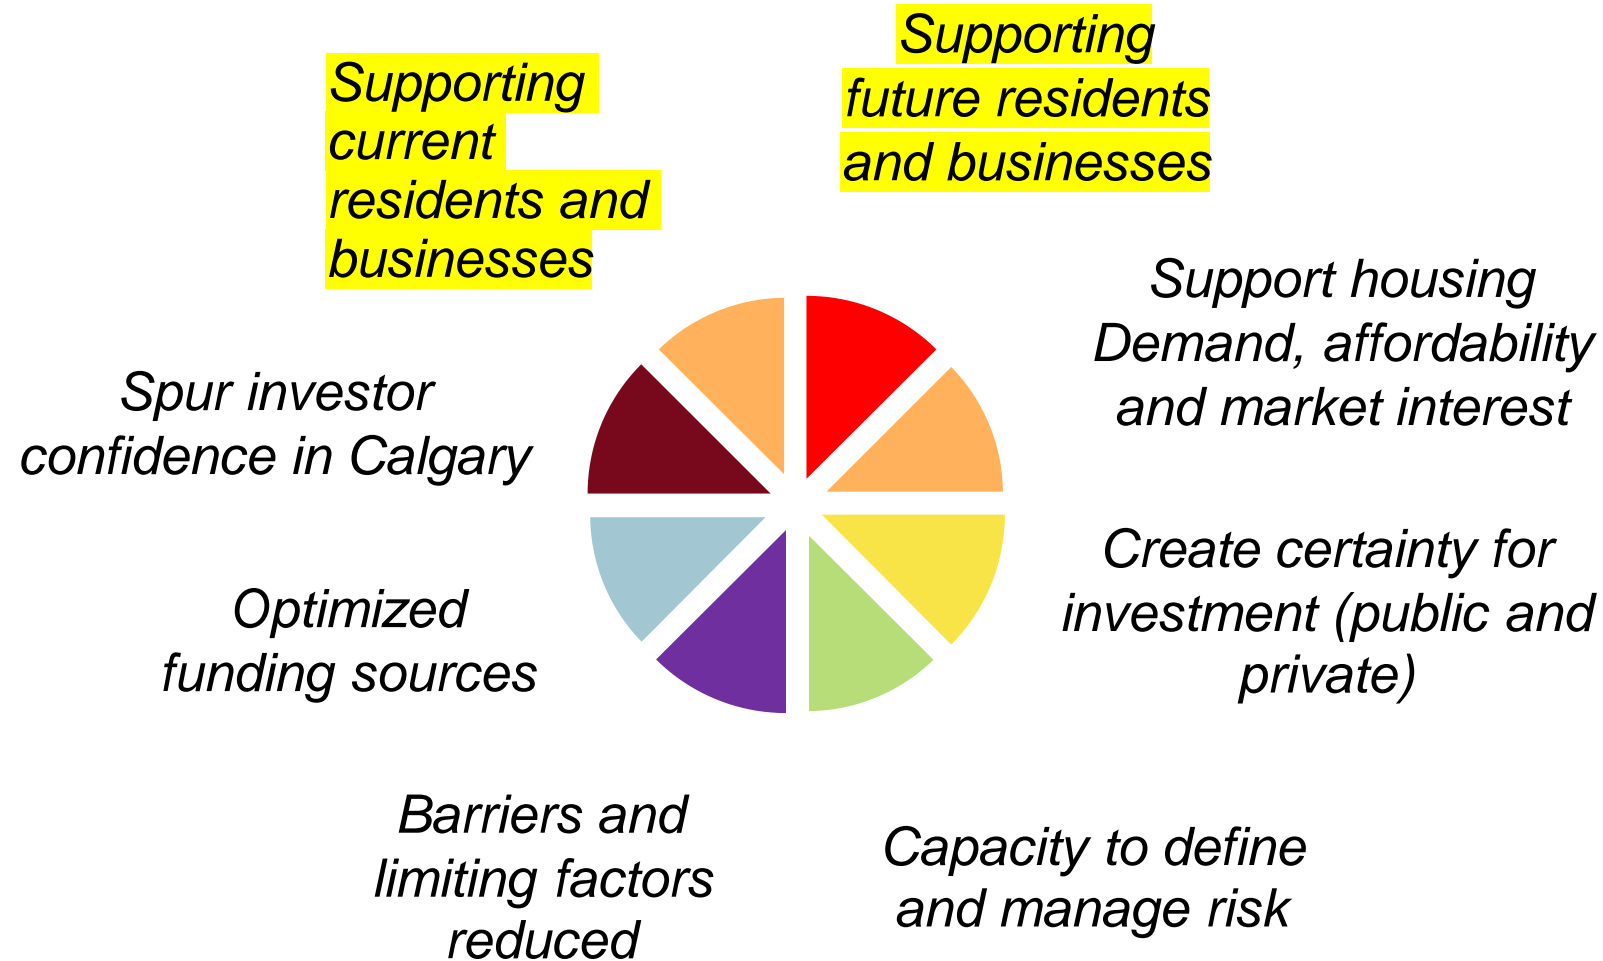 Supporting
current
residents and
businesses
Supporting
future residents
and businesses
Support housing
Demand, affordability
and market interest
Spur investor
confidence in Calgary
Create certainty for
investment (public and
private)
Optimized
funding sources
Barriers and
limiting factors
reduced
Capacity to define
and manage risk